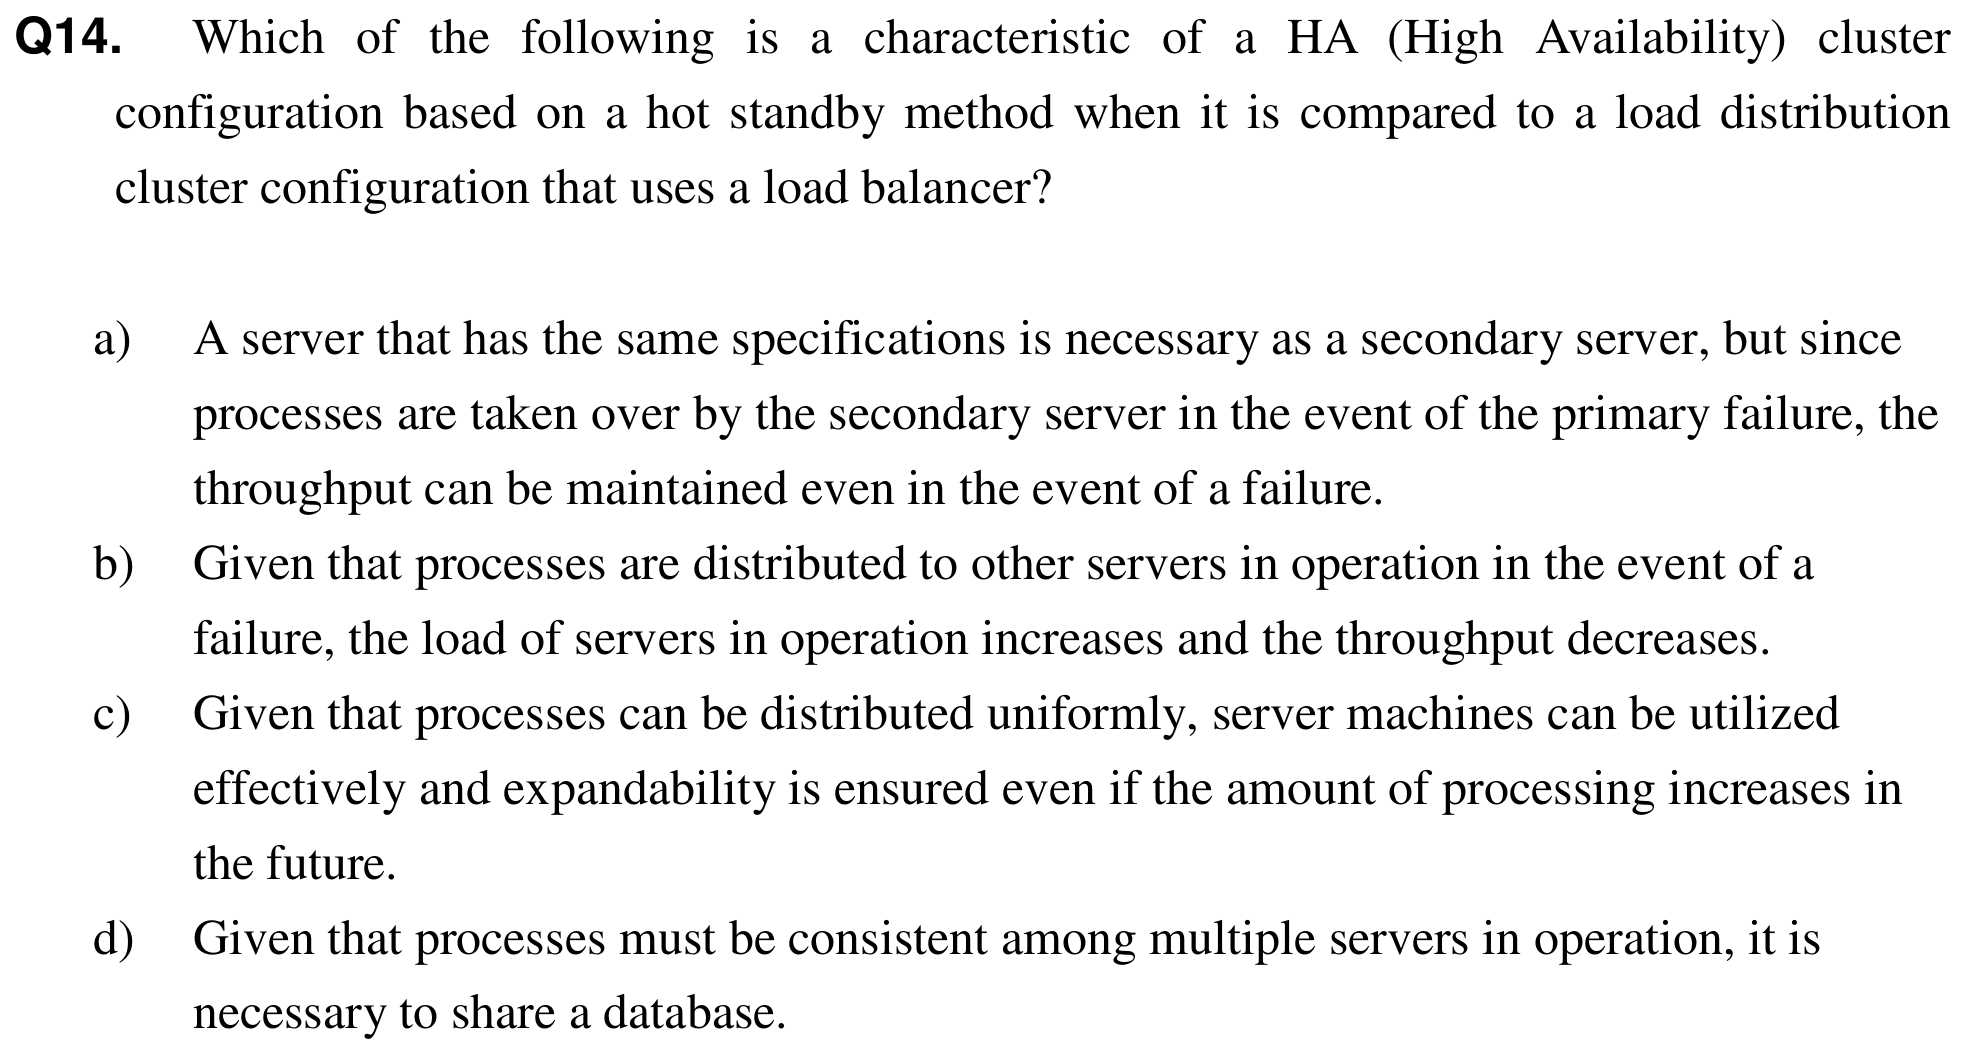 Q14. Which of the following is a characteristic of a HA (High Availability) cluster
configuration based on a hot standby method when it is compared to a load distribution
cluster configuration that uses a load balancer?
a) A server that has the same specifications is necessary as a secondary server, but since
processes are taken over by the secondary server in the event of the primary failure, the
throughput can be maintained even in the event of a failure.
b) Given that processes are distributed to other servers in operation in the event of a
failure, the load of servers in operation increases and the throughput decreases.
c) Given that processes can be distributed uniformly, server machines can be utilized
effectively and expandability is ensured even if the amount of processing increases in
the future.
d) Given that processes must be consistent among multiple servers in operation, it is
necessary to share a database.